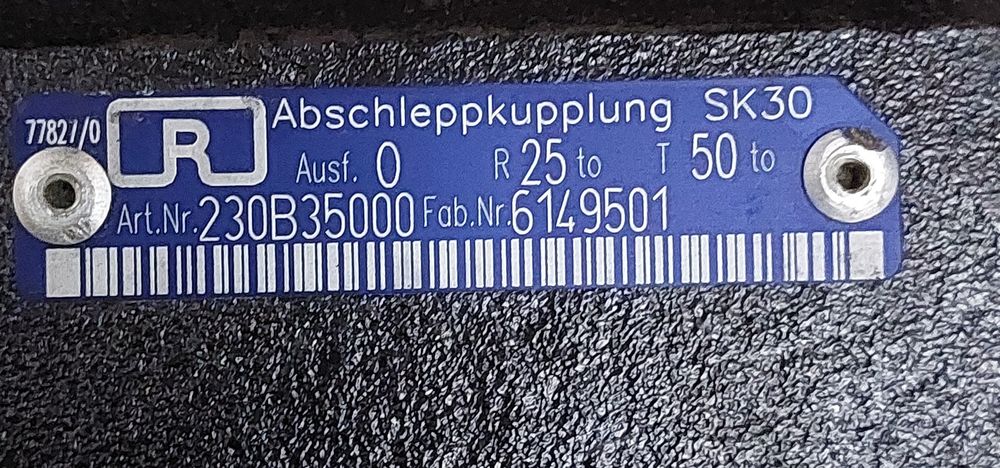 Abschleppkupplung SK30
77827/0 R
Ausf. 0 R 25 to T 50 to
Art.Nr. 230B35000 Fab.Nr. 6149501